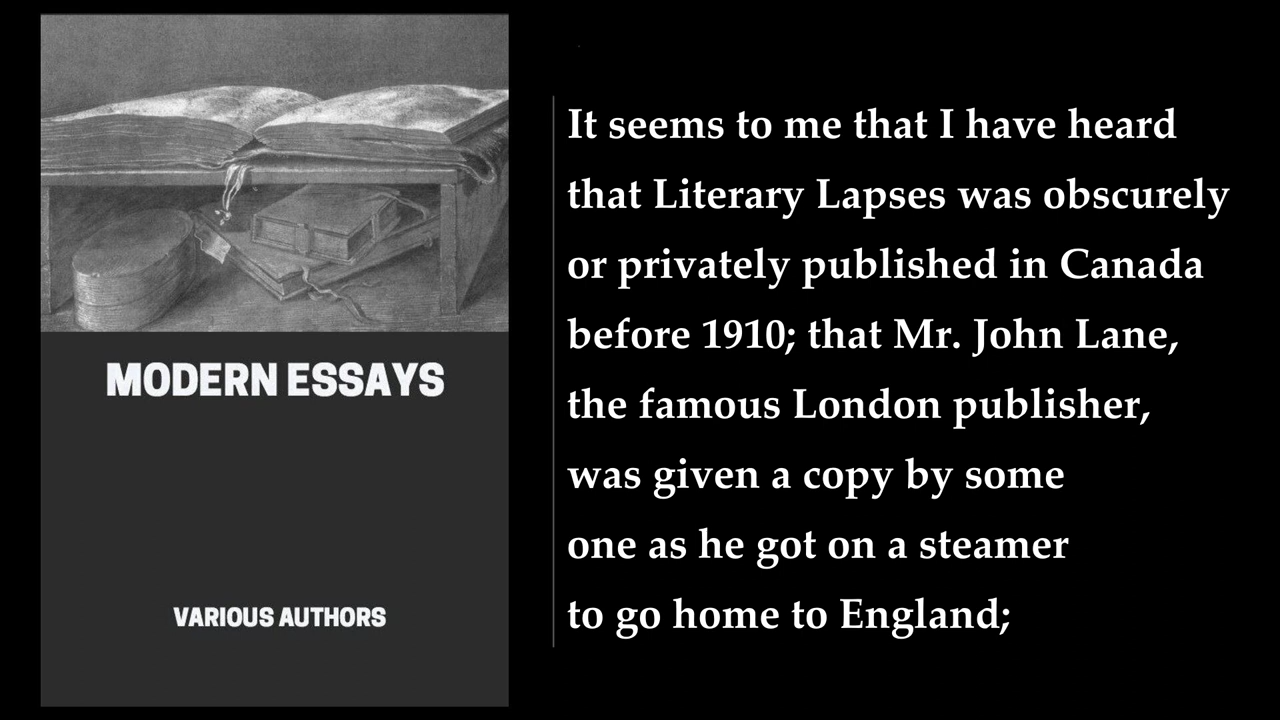 MODERN ESSAYS
VARIOUS AUTHORS
It seems to me that I have heard
that Literary Lapses was obscurely
or privately published in Canada
before 1910; that Mr. John Lane,
the famous London publisher,
was given a copy by some
one as he got on a steamer
to go home to England;